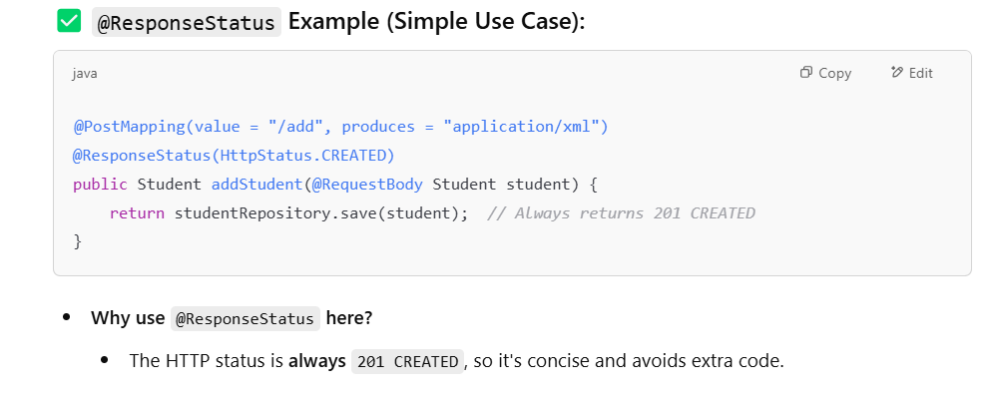 ✅ @ResponseStatus Example (Simple Use Case):
java Copy Edit
@PostMapping(value = "/add", produces = "application/xml")
@ResponseStatus(HttpStatus.CREATED)
public Student addStudent(@RequestBody Student student) {
    return studentRepository.save(student);  // Always returns 201 CREATED
}
• Why use @ResponseStatus here?
• The HTTP status is always 201 CREATED, so it's concise and avoids extra code.